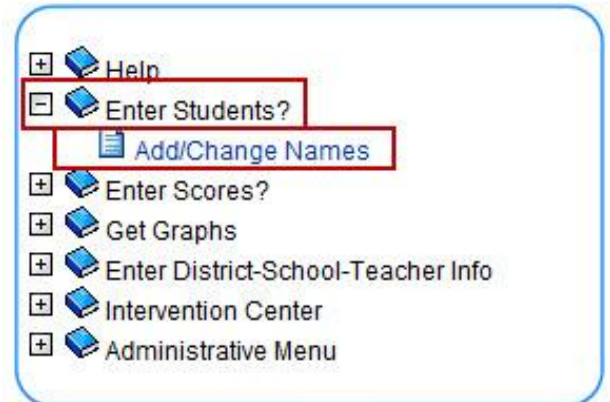 Help
Enter Students?
Add/Change Names
Enter Scores?
Get Graphs
Enter District-School-Teacher Info
Intervention Center
Administrative Menu